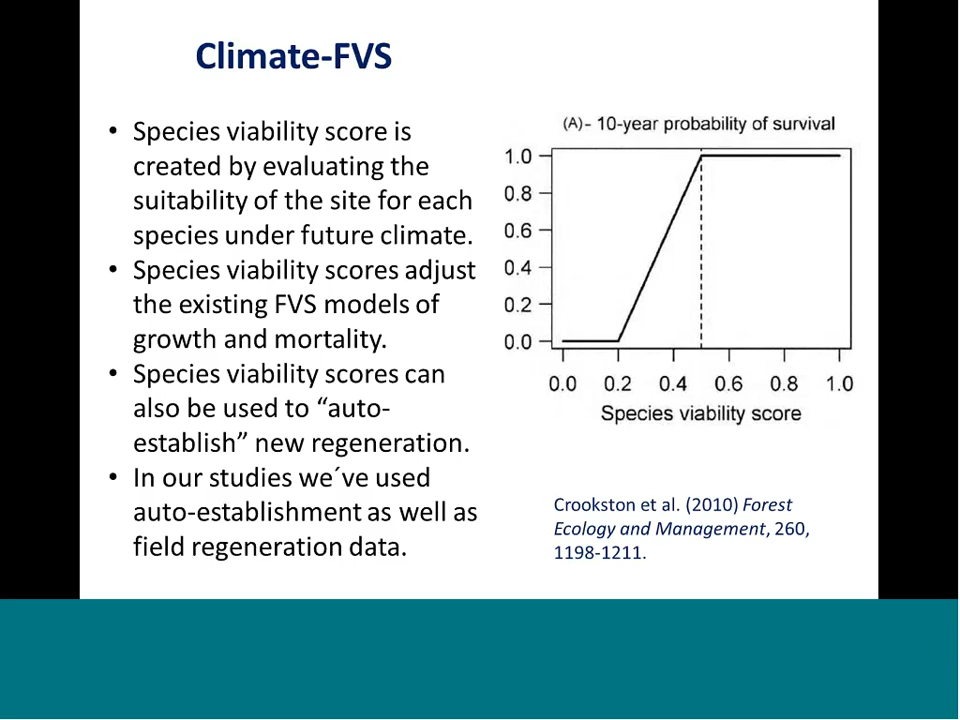 Climate-FVS
• Species viability score is
created by evaluating the
suitability of the site for each
species under future climate.
• Species viability scores adjust
the existing FVS models of
growth and mortality.
• Species viability scores can
also be used to “auto-
establish” new regeneration.
• In our studies we´ve used
auto-establishment as well as
field regeneration data.
(A)- 10-year probability of survival
1.0
0.8
0.6
0.4
0.2
0.0
0.0 0.2 0.4 0.6 0.8 1.0
Species viability score
Crookston et al. (2010) Forest
Ecology and Management, 260,
1198-1211.